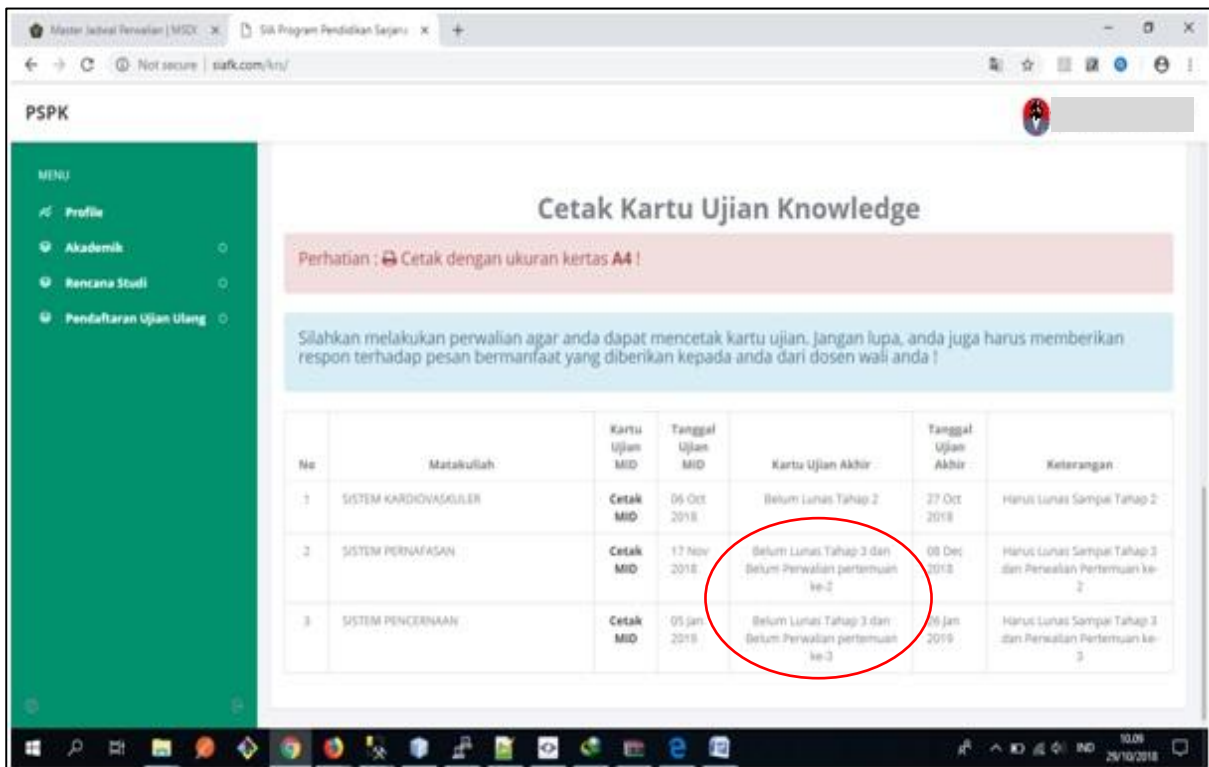 Master Jadwal Perwalian | MSDI
SIA Program Pendidikan Sarjana
Not secure | siafk.com/krs/
PSPK
MENU
Profile
Akademik
Rencana Studi
Pendaftaran Ujian Ulang
Cetak Kartu Ujian Knowledge
Perhatian : Cetak dengan ukuran kertas A4 !
Silahkan melakukan perwalian agar anda dapat mencetak kartu ujian. Jangan lupa, anda juga harus memberikan
respon terhadap pesan bermanfaat yang diberikan kepada anda dari dosen wali anda !
No Matakuliah Kartu Ujian MID Tanggal Ujian MID Kartu Ujian Akhir Tanggal Ujian Akhir Keterangan
1 SISTEM KARDIOVASKULER Cetak MID 06 Oct 2018 Belum Lunas Tahap 2 27 Oct 2018 Harus Lunas Sampai Tahap 2
2 SISTEM PERNAFASAN Cetak MID 17 Nov 2018 Belum Lunas Tahap 3 dan Belum Perwalian pertemuan ke-2 08 Dec 2018 Harus Lunas Sampai Tahap 3 dan Perwalian Pertemuan ke-2
3 SISTEM PENCERNAAN Cetak MID 05 Jan 2019 Belum Lunas Tahap 3 dan Belum Perwalian pertemuan ke-3 26 Jan 2019 Harus Lunas Sampai Tahap 3 dan Perwalian Pertemuan ke-3
IND
10.09
29/10/2018